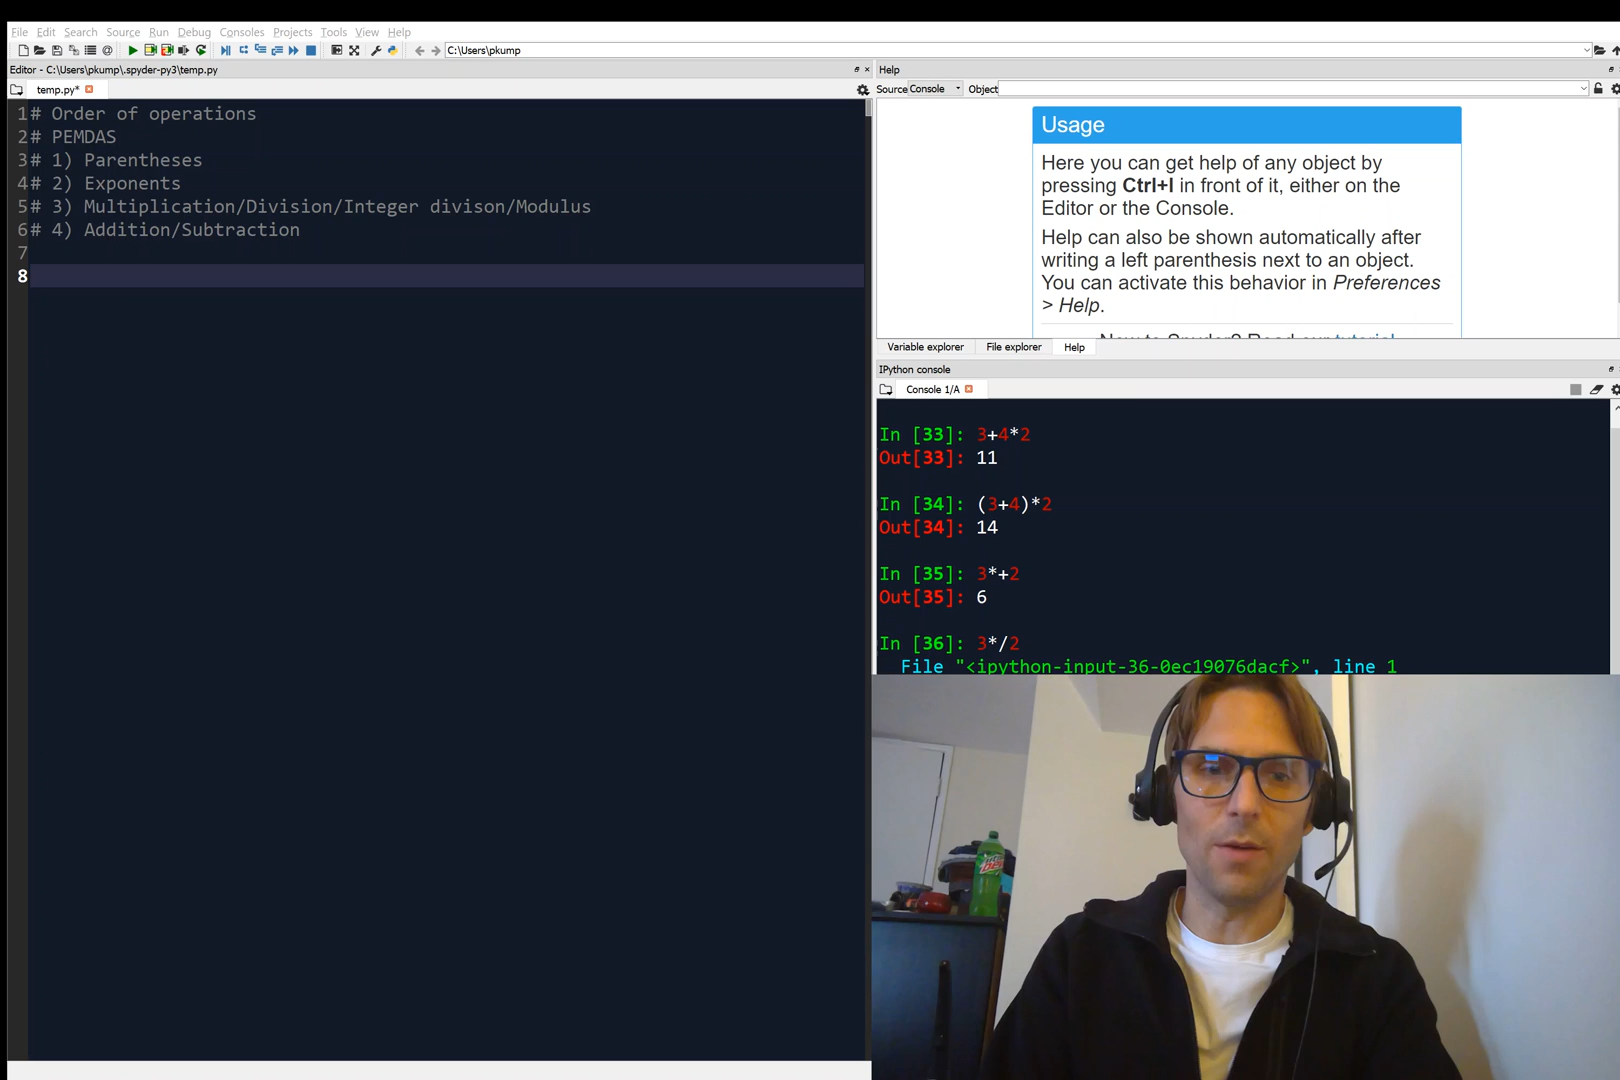 File Edit Search Source Run Debug Consoles Projects Tools View Help
C:\Users\pkump
Editor - C:\Users\pkump\.spyder-py3\temp.py
temp.py*
1 # Order of operations
2 # PEMDAS
3 # 1) Parentheses
4 # 2) Exponents
5 # 3) Multiplication/Division/Integer divison/Modulus
6 # 4) Addition/Subtraction
7
8
Help
Source Console Object
Usage
Here you can get help of any object by
pressing Ctrl+I in front of it, either on the
Editor or the Console.
Help can also be shown automatically after
writing a left parenthesis next to an object.
You can activate this behavior in Preferences
> Help.
New to Spyder? Read our tutorial
Variable explorer File explorer Help
IPython console
Console 1/A
In [33]: 3+4*2
Out[33]: 11
In [34]: (3+4)*2
Out[34]: 14
In [35]: 3*+2
Out[35]: 6
In [36]: 3*/2
File "<ipython-input-36-0ec19076dacf>", line 1